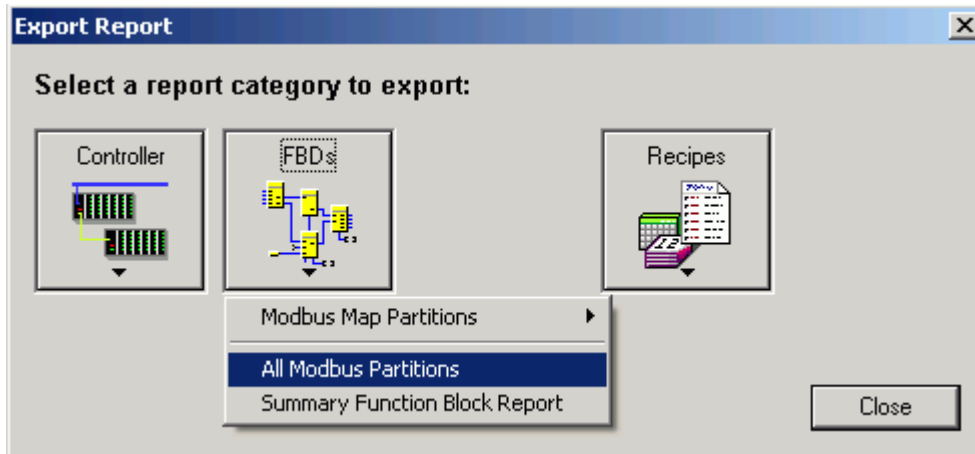 Export Report
Select a report category to export:
Controller
FBDs
Recipes
Modbus Map Partitions
All Modbus Partitions
Summary Function Block Report
Close